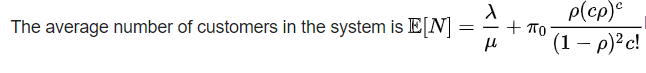 The average number of customers in the system is 𝔼[N] = λ/μ + π₀ ρ(cρ)ᶜ/((1 − ρ)²c!)